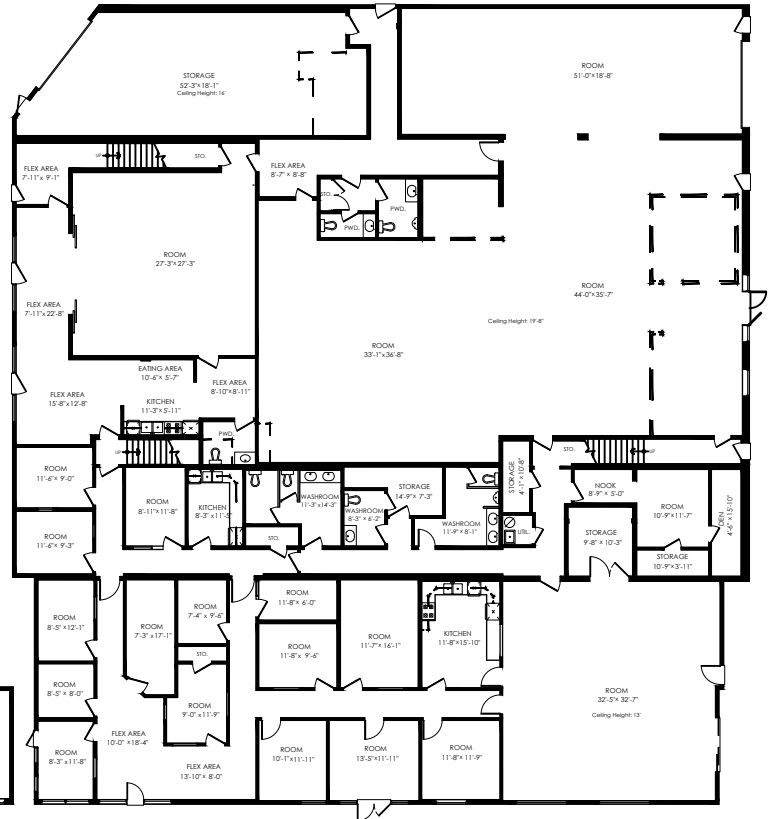 STORAGE
52'-3"×18'-1"
Ceiling Height: 16'
ROOM
51'-0"×18'-8"
UP
STO.
FLEX AREA
7'-11"x 9'-1"
FLEX AREA
8'-7" x 8'-8"
STO.
PWD.
PWD.
ROOM
27'-3"×27'-3"
ROOM
44'-0"×35'-7"
Ceiling Height: 19'-8"
FLEX AREA
7'-11"x 22'-8"
ROOM
33'-1"x36'-8"
EATING AREA
10'-6"x 5'-7"
FLEX AREA
8'-10"×8'-11"
FLEX AREA
15'-8"x12'-8"
KITCHEN
11'-3"×5'-11"
PWD.
UP
STO.
UP
ROOM
11'-6"x 9'-0"
ROOM
8'-11"×11'-8"
KITCHEN
8'-3" x11'-5"
WASHROOM
11'-3"x14'-3"
STORAGE
14'-9"x 7'-3"
WASHROOM
8'-3" x 6'-2"
WASHROOM
11'-9"×8'-1"
STORAGE
4'-1"×10'-8"
UTIL.
NOOK
8'-9" x 5'-0"
ROOM
10'-9"×11'-7"
DEN
4'-6" x 15'-10"
STORAGE
9'-8" x 10'-3"
STORAGE
10'-9"x3'-11"
ROOM
11'-6"x 9'-3"
STO.
ROOM
8'-5" ×12'-1"
ROOM
7'-3" x17'-1"
ROOM
7'-4" x 9'-6"
STO.
ROOM
11'-8"x 6'-0"
ROOM
11'-8"x 9'-6"
ROOM
11'-7"× 16'-1"
KITCHEN
11'-8"×15'-10"
ROOM
8'-5" x 8'-0"
ROOM
9'-0" x11'-9"
ROOM
32'-5"× 32'-7"
Ceiling Height: 13'
FLEX AREA
10'-0" ×18'-4"
ROOM
8'-3" x11'-8"
FLEX AREA
13'-10"x 8'-0"
ROOM
10'-1"x11'-11"
ROOM
13'-5"×11'-11"
ROOM
11'-8"x 11'-9"